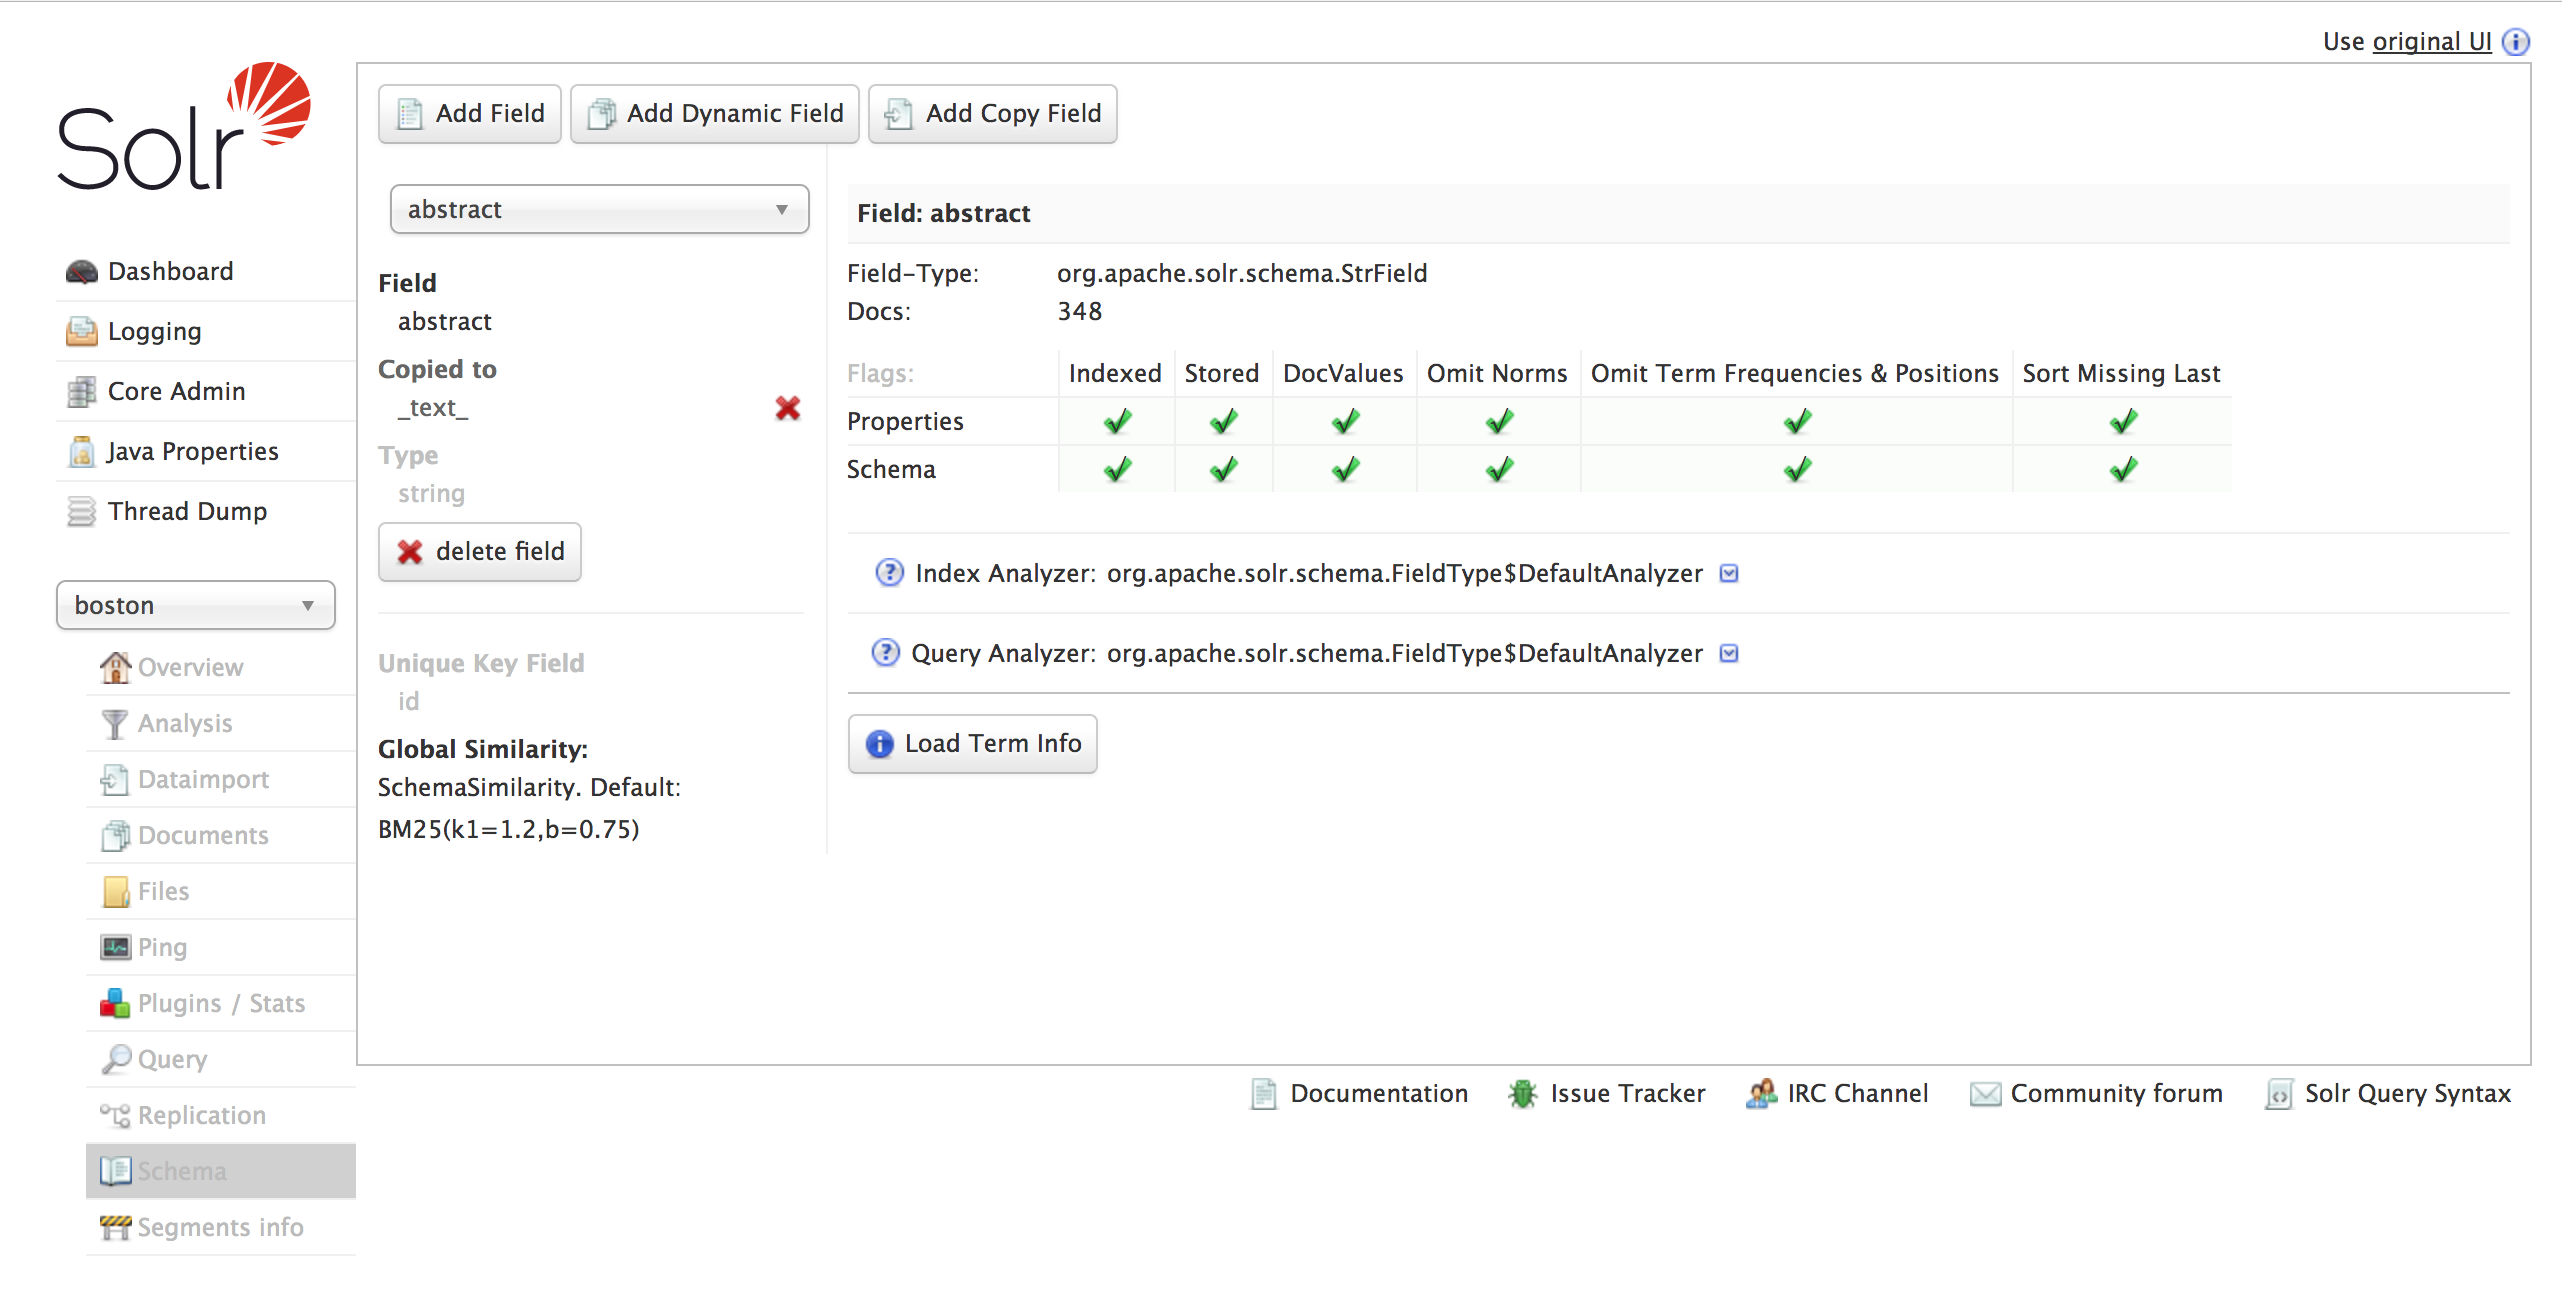 Use original UI
Solr
Add Field Add Dynamic Field Add Copy Field
abstract
Field: abstract
Dashboard
Field-Type: org.apache.solr.schema.StrField
Field
Docs: 348
abstract
Logging
Copied to
Flags: Indexed Stored DocValues Omit Norms Omit Term Frequencies & Positions Sort Missing Last
Core Admin
_text_
Properties
Java Properties
Type
Schema
string
Thread Dump
delete field
Index Analyzer: org.apache.solr.schema.FieldType$DefaultAnalyzer
boston
Query Analyzer: org.apache.solr.schema.FieldType$DefaultAnalyzer
Overview
Unique Key Field
id
Analysis
Global Similarity:
Load Term Info
SchemaSimilarity. Default:
Dataimport
BM25(k1=1.2,b=0.75)
Documents
Files
Ping
Plugins / Stats
Query
Documentation Issue Tracker IRC Channel Community forum Solr Query Syntax
Replication
Schema
Segments info